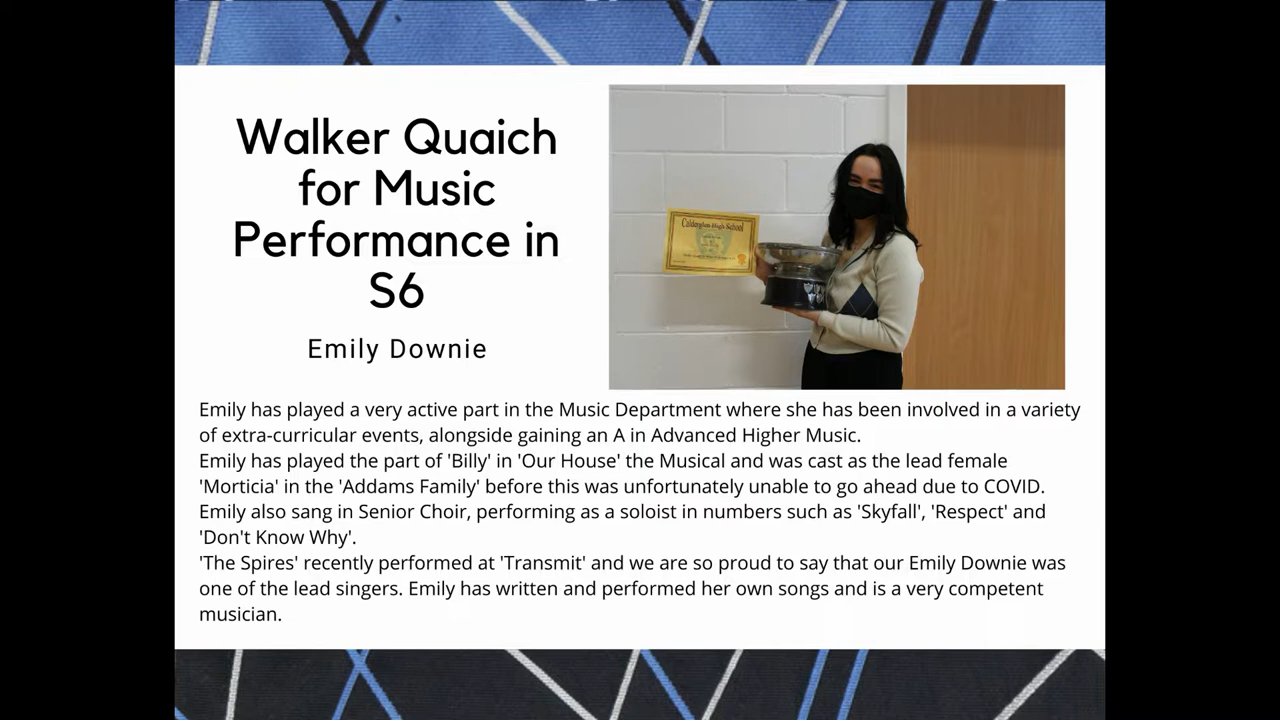 Walker Quaich
for Music
Performance in
S6
Emily Downie
Calderglen High School
Emily has played a very active part in the Music Department where she has been involved in a variety
of extra-curricular events, alongside gaining an A in Advanced Higher Music.
Emily has played the part of 'Billy' in 'Our House' the Musical and was cast as the lead female
'Morticia' in the 'Addams Family' before this was unfortunately unable to go ahead due to COVID.
Emily also sang in Senior Choir, performing as a soloist in numbers such as 'Skyfall', 'Respect' and
'Don't Know Why'.
'The Spires' recently performed at 'Transmit' and we are so proud to say that our Emily Downie was
one of the lead singers. Emily has written and performed her own songs and is a very competent
musician.